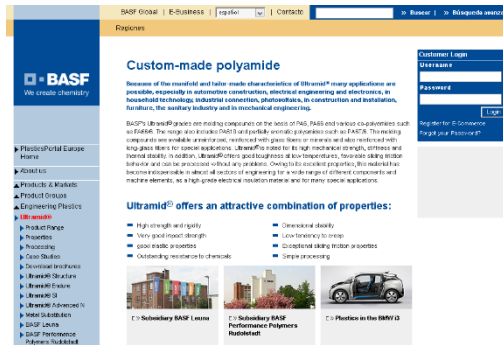 BASF Global | E-Business | español | Contacto » Buscar | » Búsqueda avanza
Regiones
BASF
We create chemistry
PlasticsPortal Europe
Home
About us
Products & Markets
Product Groups
Engineering Plastics
Ultramid®
Product Range
Properties
Processing
Case Studies
Download brochures
Ultramid® Structure
Ultramid® Endure
Ultramid® SI
Ultramid® Advanced N
Metal Substitution
BASF Leuna
BASF Performance
Polymers Rudolstadt
Custom-made polyamide
Because of the manifold and tailor-made characteristics of Ultramid® many applications are
possible, especially in automotive construction, electrical engineering and electronics, in
household technology, industrial connection, photovoltaics, in construction and installation,
furniture, the sanitary industry and in mechanical engineering.
BASF's Ultramid® grades are molding compounds on the basis of PA6, PA66 and various co-polyamides such
as PA66/6. The range also includes PA610 and partially aromatic polyamides such as PA6T/6. The molding
compounds are available unreinforced, reinforced with glass fibers or minerals and also reinforced with
long-glass fibers for special applications. Ultramid® is noted for its high mechanical strength, stiffness and
thermal stability. In addition, Ultramid® offers good toughness at low temperatures, favorable sliding friction
behavior and can be processed without any problems. Owing to its excellent properties, this material has
become indispensable in almost all sectors of engineering for a wide range of different components and
machine elements, as a high-grade electrical insulation material and for many special applications.
Ultramid® offers an attractive combination of properties:
High strength and rigidity
Very good impact strength
good elastic properties
Outstanding resistance to chemicals
Dimensional stability
Low tendency to creep
Exceptional sliding friction properties
Simple processing
Subsidiary BASF Leuna
Subsidiary BASF
Performance Polymers
Rudolstadt
Plastics in the BMW i3
Customer Login
Username
Password
Login
Register for E-Commerce
Forgot your Password?